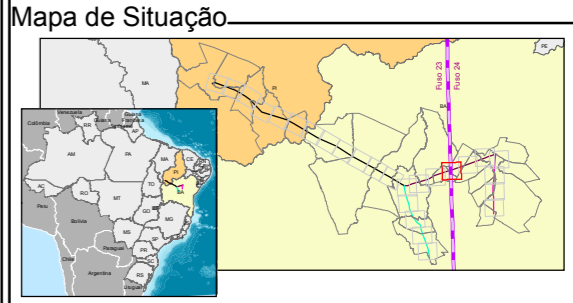 Mapa de Situação
PE
MA
PI
Fuso 23
Fuso 24
BA
Venezuela
Guiana
Guiana
Francesa
Suriname
Colômbia
RR
AP
AM
PA
MA
CE
PI
AC
RO
TO
BA
MT
GO
MG
Peru
Bolívia
MS
SP
Paraguai
PR
SC
Chile
Argentina
RS
Uruguai